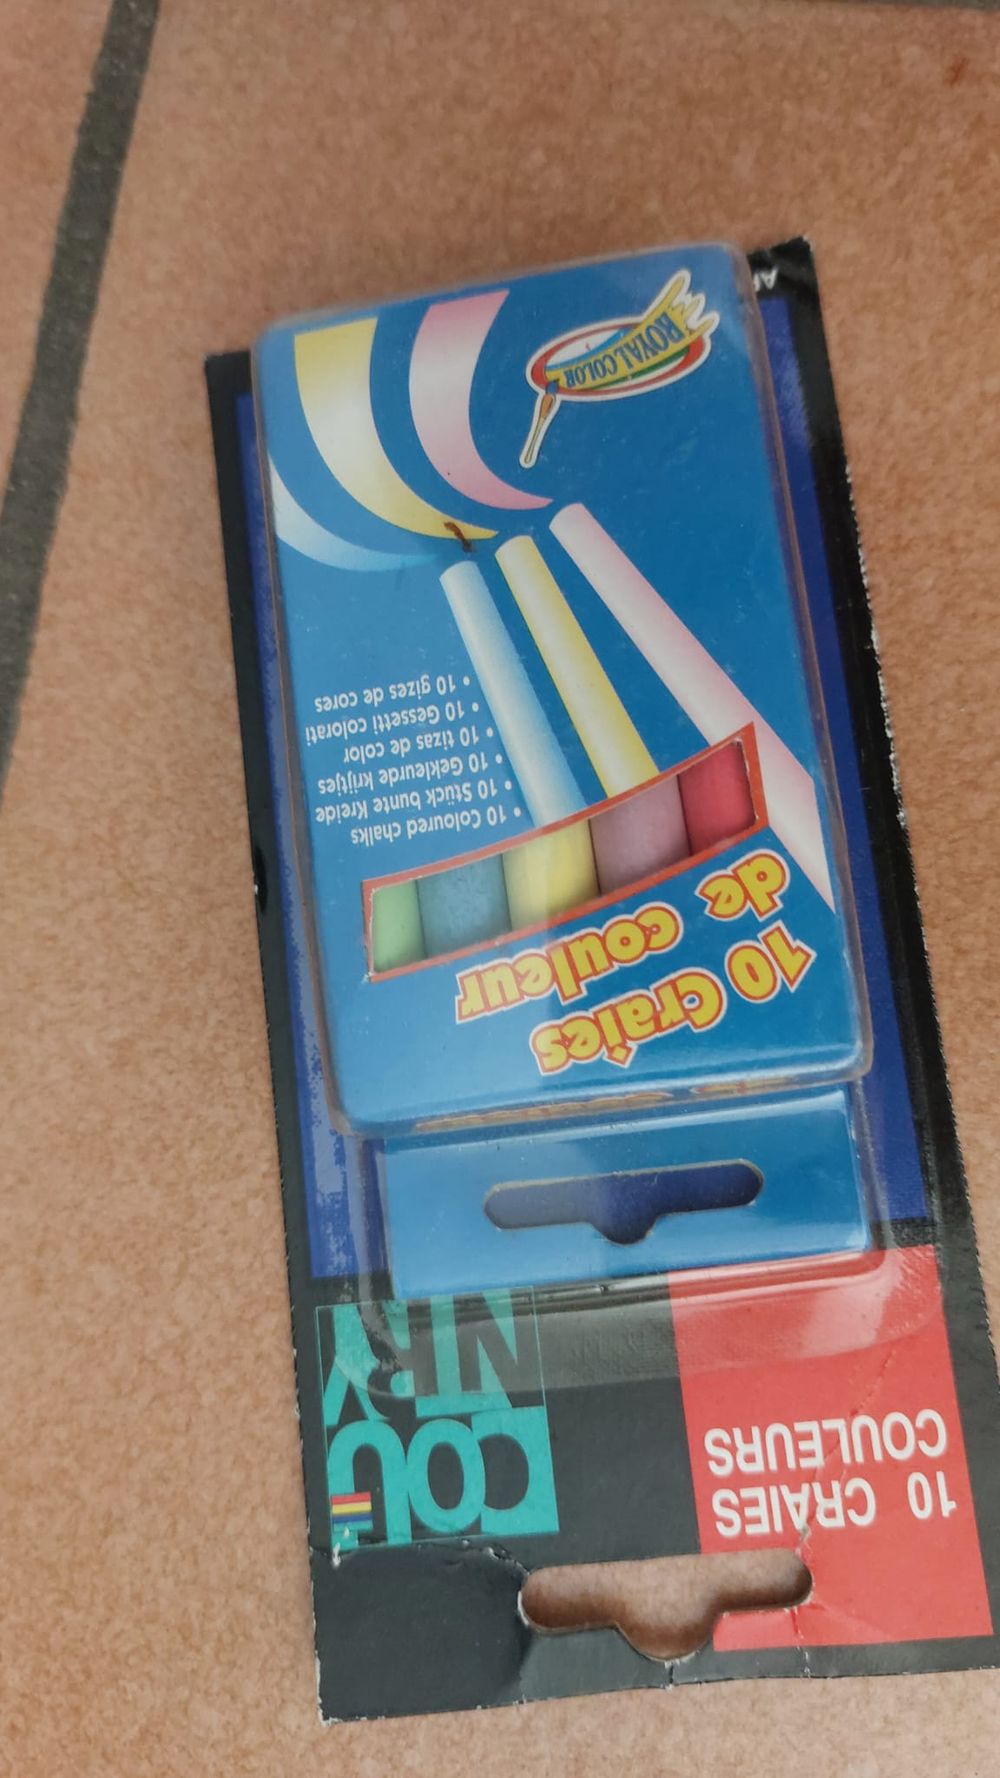 10 CRAIES
COULEURS
COU
NTRY
10 Craies
de couleur
10 Coloured chalks
• 10 Stück bunte Kreide
• 10 Gekleurde krijtjes
• 10 tizas de color
• 10 Gessetti colorati
• 10 gizes de cores
ROYAL COLOR